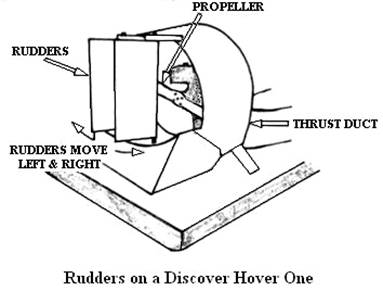 PROPELLER
RUDDERS
THRUST DUCT
RUDDERS MOVE
LEFT & RIGHT
Rudders on a Discover Hover One